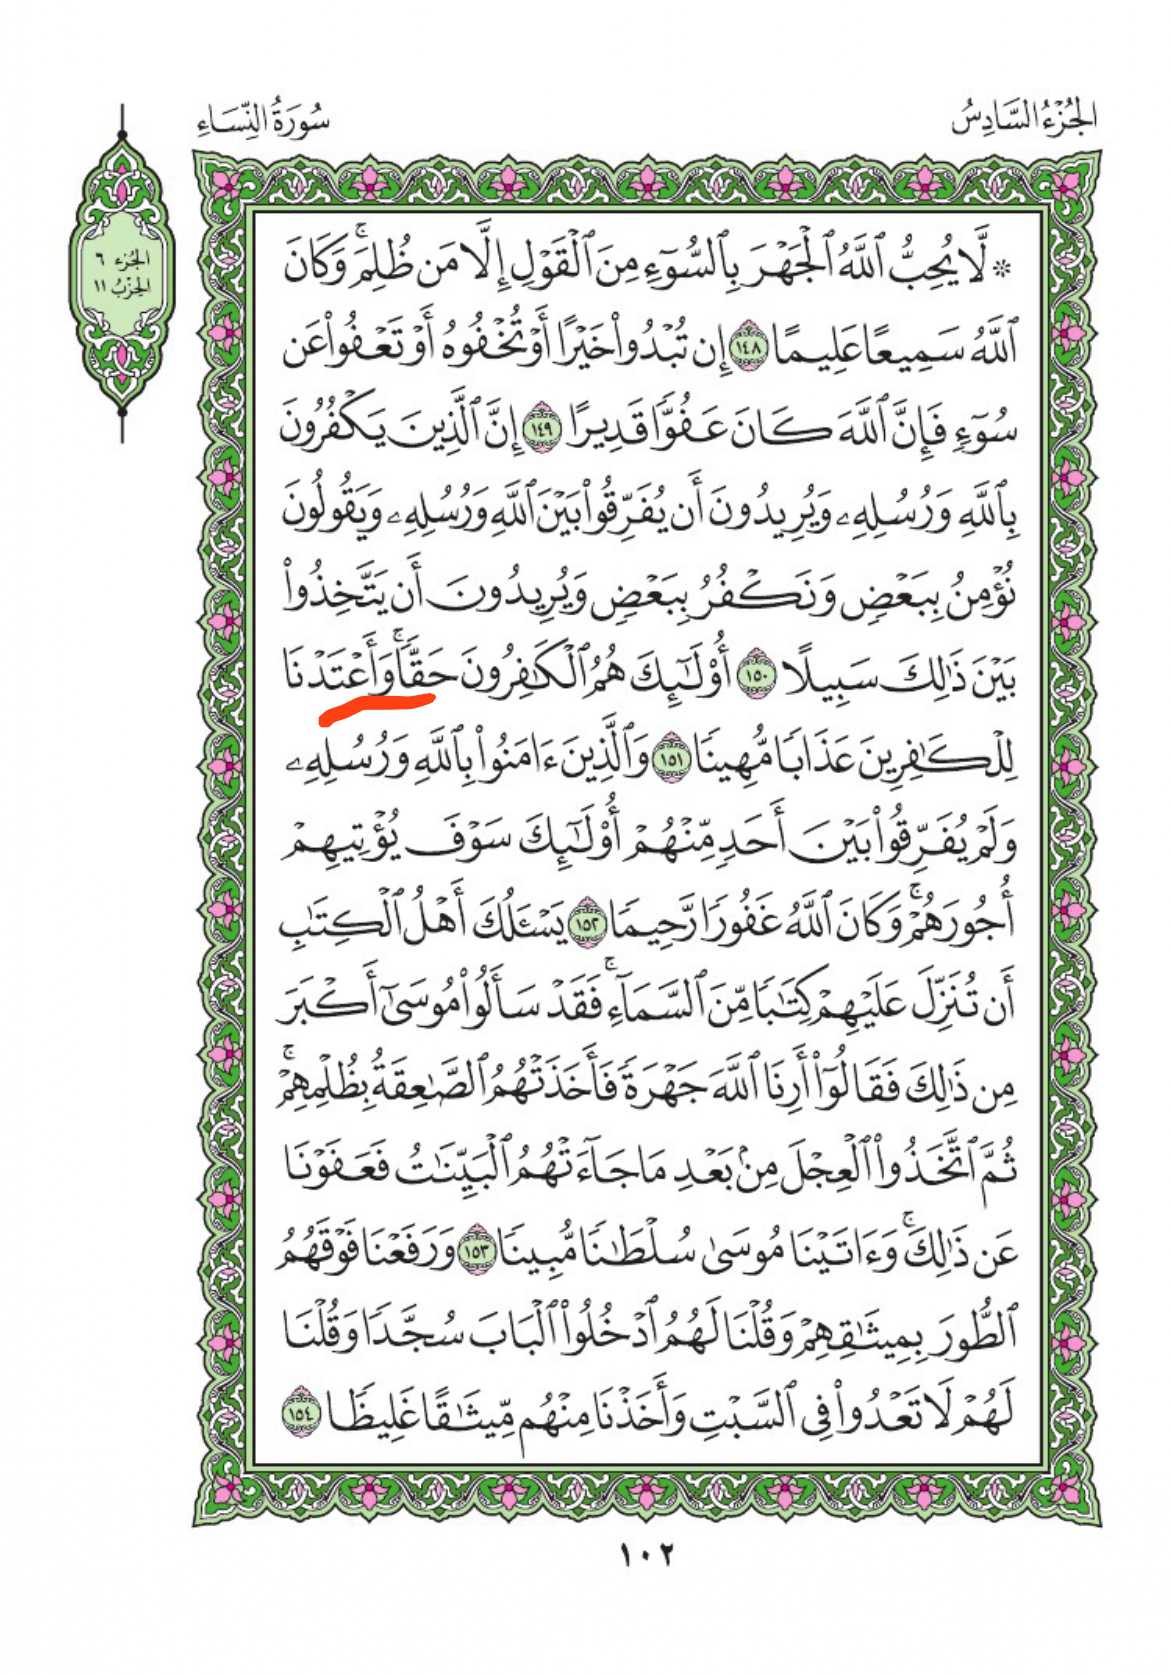 الجُزْءُ السَّادِسُ
سُورَةُ النِّسَاءِ
الجُزء ٦
الحِزبُ ١١
۞ لَّا يُحِبُّ ٱللَّهُ ٱلْجَهْرَ بِٱلسُّوٓءِ مِنَ ٱلْقَوْلِ إِلَّا مَن ظُلِمَۚ وَكَانَ
ٱللَّهُ سَمِيعًا عَلِيمًا ١٤٨ إِن تُبْدُوا۟ خَيْرًا أَوْ تُخْفُوهُ أَوْ تَعْفُوا۟ عَن
سُوٓءٍ فَإِنَّ ٱللَّهَ كَانَ عَفُوًّا قَدِيرًا ١٤٩ إِنَّ ٱلَّذِينَ يَكْفُرُونَ
بِٱللَّهِ وَرُسُلِهِۦ وَيُرِيدُونَ أَن يُفَرِّقُوا۟ بَيْنَ ٱللَّهِ وَرُسُلِهِۦ وَيَقُولُونَ
نُؤْمِنُ بِبَعْضٍ وَنَكْفُرُ بِبَعْضٍ وَيُرِيدُونَ أَن يَتَّخِذُوا۟
بَيْنَ ذَٰلِكَ سَبِيلًا ١٥٠ أُو۟لَٰٓئِكَ هُمُ ٱلْكَٰفِرُونَ حَقًّاۚ وَأَعْتَدْنَا
لِلْكَٰفِرِينَ عَذَابًا مُّهِينًا ١٥١ وَٱلَّذِينَ ءَامَنُوا۟ بِٱللَّهِ وَرُسُلِهِۦ
وَلَمْ يُفَرِّقُوا۟ بَيْنَ أَحَدٍ مِّنْهُمْ أُو۟لَٰٓئِكَ سَوْفَ يُؤْتِيهِمْ
أُجُورَهُمْۚ وَكَانَ ٱللَّهُ غَفُورًا رَّحِيمًا ١٥٢ يَسْـَٔلُكَ أَهْلُ ٱلْكِتَٰبِ
أَن تُنَزِّلَ عَلَيْهِمْ كِتَٰبًا مِّنَ ٱلسَّمَآءِۚ فَقَدْ سَأَلُوا۟ مُوسَىٰٓ أَكْبَرَ
مِن ذَٰلِكَ فَقَالُوٓا۟ أَرِنَا ٱللَّهَ جَهْرَةً فَأَخَذَتْهُمُ ٱلصَّٰعِقَةُ بِظُلْمِهِمْۚ
ثُمَّ ٱتَّخَذُوا۟ ٱلْعِجْلَ مِنۢ بَعْدِ مَا جَآءَتْهُمُ ٱلْبَيِّنَٰتُ فَعَفَوْنَا
عَن ذَٰلِكَۚ وَءَاتَيْنَا مُوسَىٰ سُلْطَٰنًا مُّبِينًا ١٥٣ وَرَفَعْنَا فَوْقَهُمُ
ٱلطُّورَ بِمِيثَٰقِهِمْ وَقُلْنَا لَهُمُ ٱدْخُلُوا۟ ٱلْبَابَ سُجَّدًا وَقُلْنَا
لَهُمْ لَا تَعْدُوا۟ فِى ٱلسَّبْتِ وَأَخَذْنَا مِنْهُم مِّيثَٰقًا غَلِيظًا ١٥٤
١٠٢